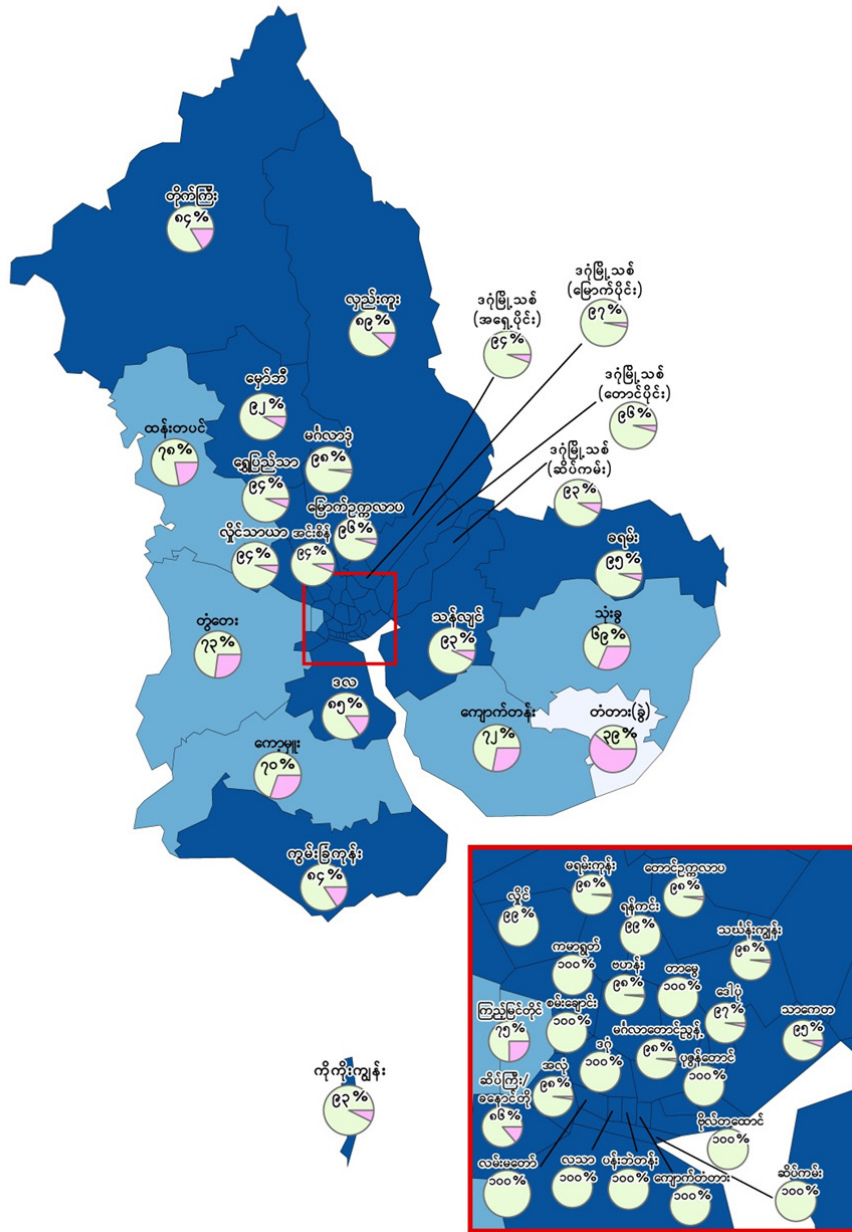 တိုက်ကြီး
၈၄%
လှည်းကူး
၈၉%
ဒဂုံမြို့သစ်
(အရှေ့ပိုင်း)
၉၄%
ဒဂုံမြို့သစ်
(မြောက်ပိုင်း)
၉၇%
မှော်ဘီ
၉၂%
ဒဂုံမြို့သစ်
(တောင်ပိုင်း)
၉၆%
ထန်းတပင်
၇၈%
မင်္ဂလာဒုံ
၉၈%
ဒဂုံမြို့သစ်
(ဆိပ်ကမ်း)
၉၃%
ရွှေပြည်သာ
၉၄%
မြောက်ဥက္ကလာပ
၉၆%
လှိုင်သာယာ
၉၄%
အင်းစိန်
၉၄%
ခရမ်း
၉၅%
တွံတေး
၇၃%
သန်လျင်
၉၃%
သုံးခွ
၆၉%
ဒလ
၈၅%
ကျောက်တန်း
၇၂%
တံတား(ခွဲ)
၃၉%
ကော့မှူး
၇၀%
ကွမ်းခြံကုန်း
၈၄%
ကိုကိုးကျွန်း
၉၃%
လှိုင်
၉၉%
မရမ်းကုန်း
၉၈%
တောင်ဥက္ကလာပ
၉၈%
ရန်ကင်း
၉၉%
သင်္ဃန်းကျွန်း
၉၈%
ကမာရွတ်
၁၀၀%
ဗဟန်း
၉၈%
တာမွေ
၁၀၀%
ဒေါပုံ
၉၇%
သာကေတ
၉၅%
ကြည့်မြင်တိုင်
၇၅%
စမ်းချောင်း
၁၀၀%
မင်္ဂလာတောင်ညွန့်
၉၈%
ဒဂုံ
၁၀၀%
ပုဇွန်တောင်
၁၀၀%
ဆိပ်ကြီး/
ခနောင်တို
၈၆%
အလုံ
၉၈%
ဗိုလ်တထောင်
၁၀၀%
လမ်းမတော်
၁၀၀%
လသာ
၁၀၀%
ပန်းဘဲတန်း
၁၀၀%
ကျောက်တံတား
၁၀၀%
ဆိပ်ကမ်း
၁၀၀%